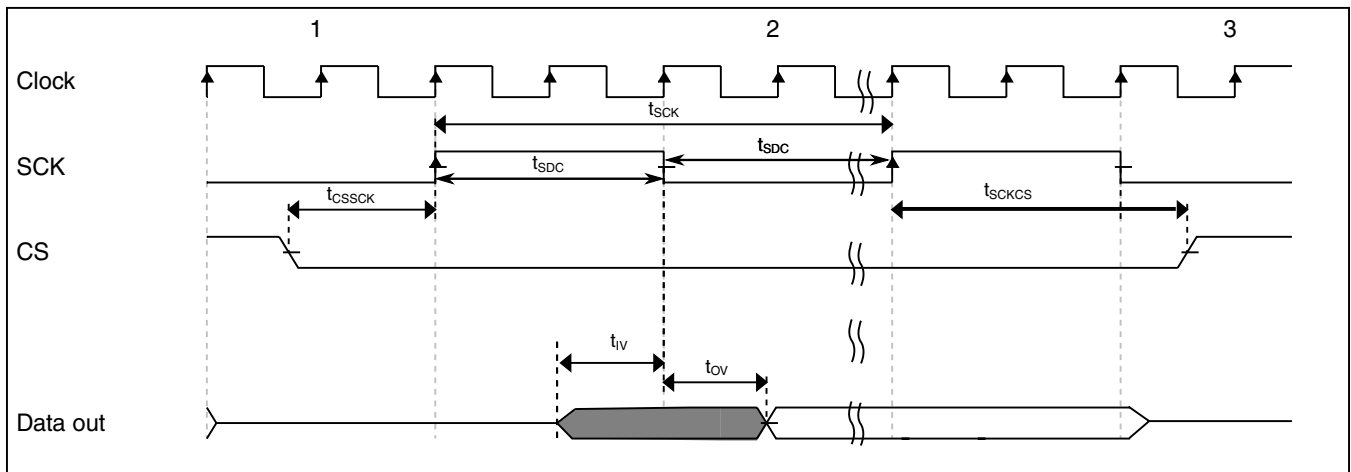 1 2 3
Clock
tSCK
SCK
tSDC
tSDC
tCSSCK
tSCKCS
CS
tIV
tOV
Data out